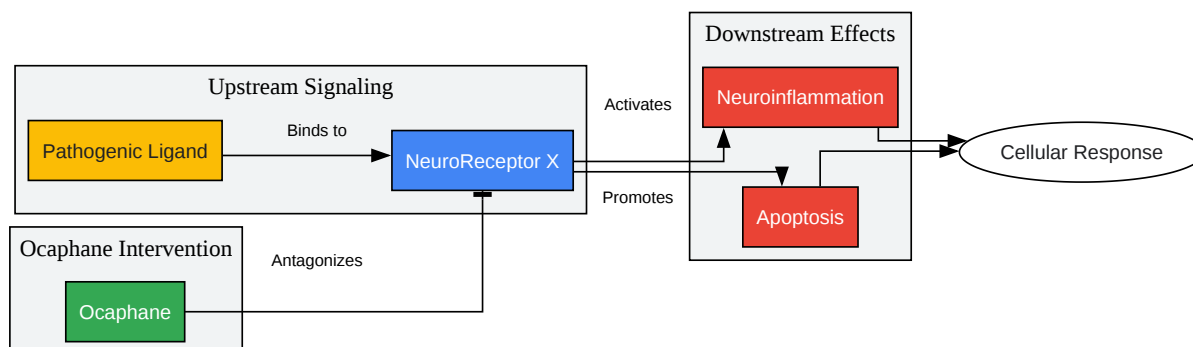 Downstream Effects
Upstream Signaling
Activates
Neuroinflammation
Binds to
Pathogenic Ligand
NeuroReceptor X
Cellular Response
Promotes
Apoptosis
Ocaphane Intervention
Antagonizes
Ocaphane